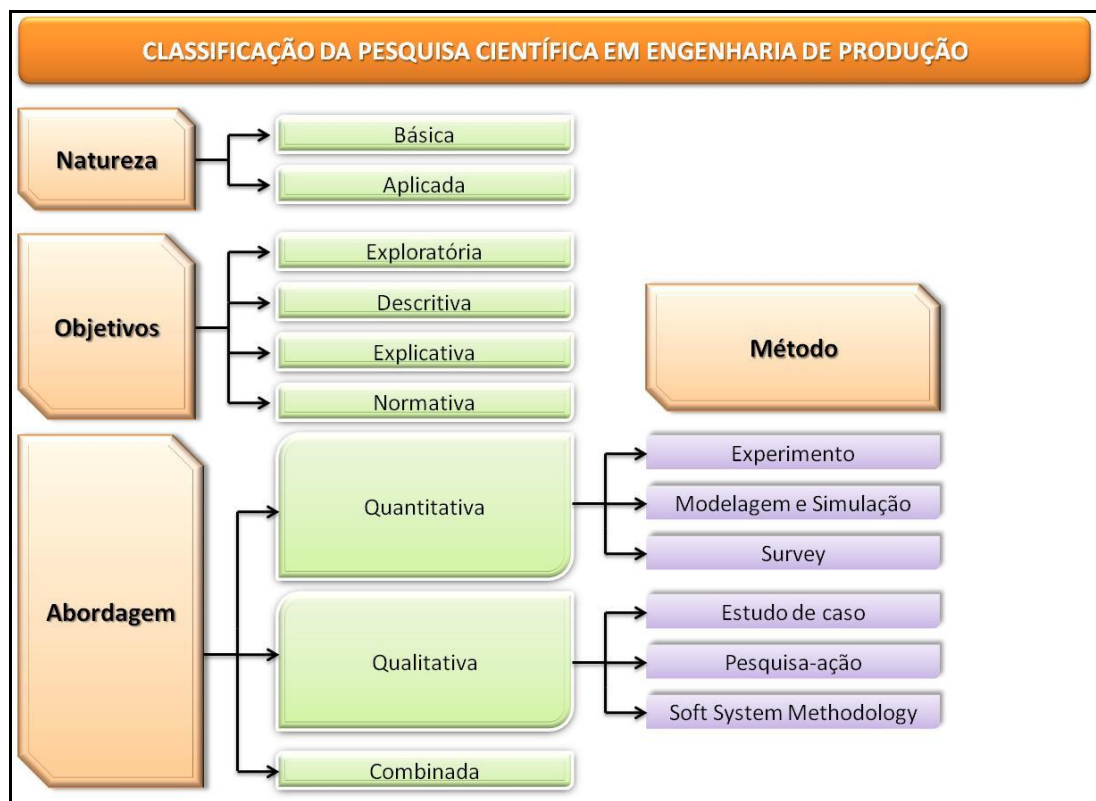 CLASSIFICAÇÃO DA PESQUISA CIENTÍFICA EM ENGENHARIA DE PRODUÇÃO
Natureza
Básica
Aplicada
Objetivos
Exploratória
Descritiva
Explicativa
Normativa
Método
Abordagem
Quantitativa
Experimento
Modelagem e Simulação
Survey
Qualitativa
Estudo de caso
Pesquisa-ação
Soft System Methodology
Combinada